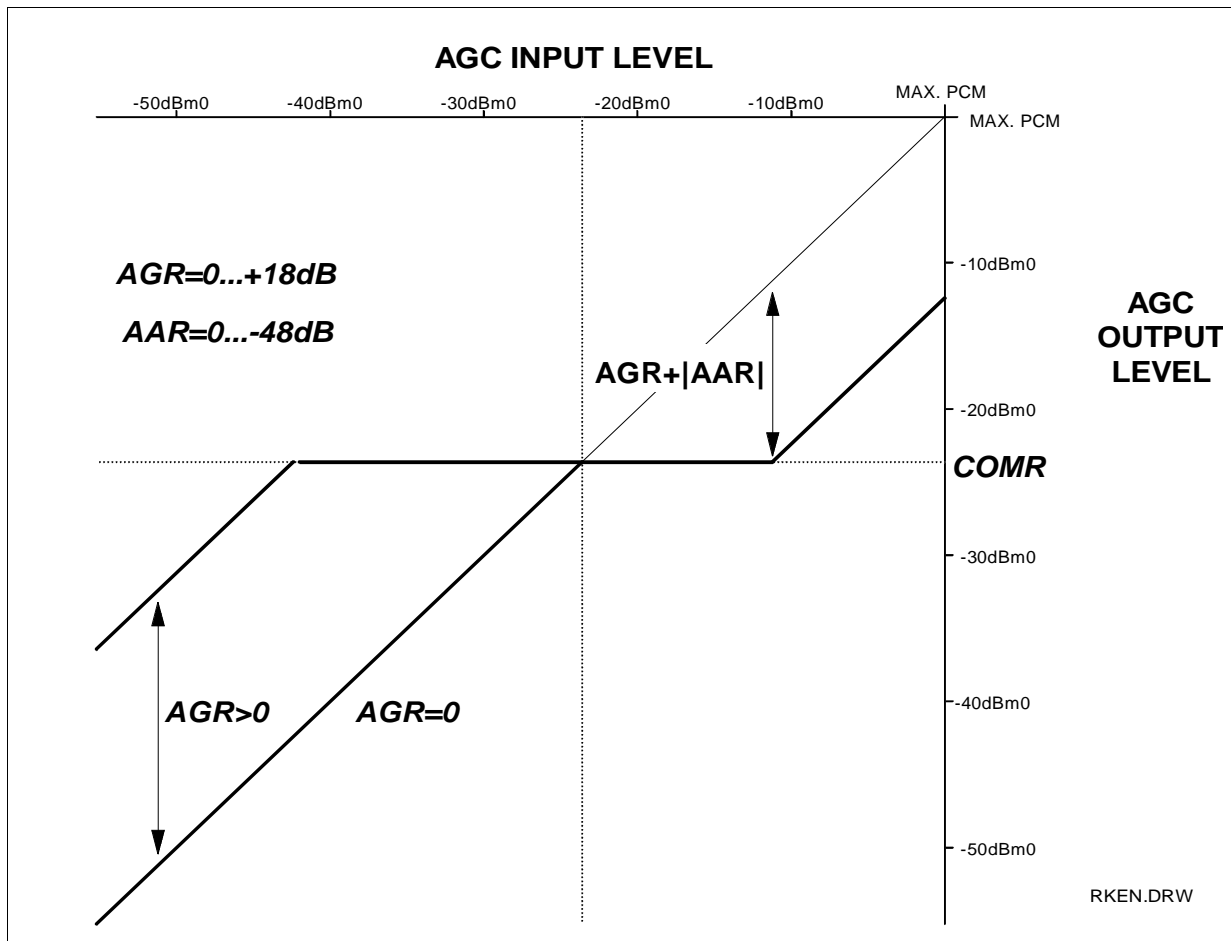 AGC INPUT LEVEL
-50dBm0 -40dBm0 -30dBm0 -20dBm0 -10dBm0 MAX. PCM
MAX. PCM
AGR=0...+18dB
-10dBm0
AAR=0...-48dB
AGC
OUTPUT
LEVEL
AGR+|AAR|
-20dBm0
COMR
-30dBm0
AGR>0 AGR=0
-40dBm0
-50dBm0
RKEN.DRW